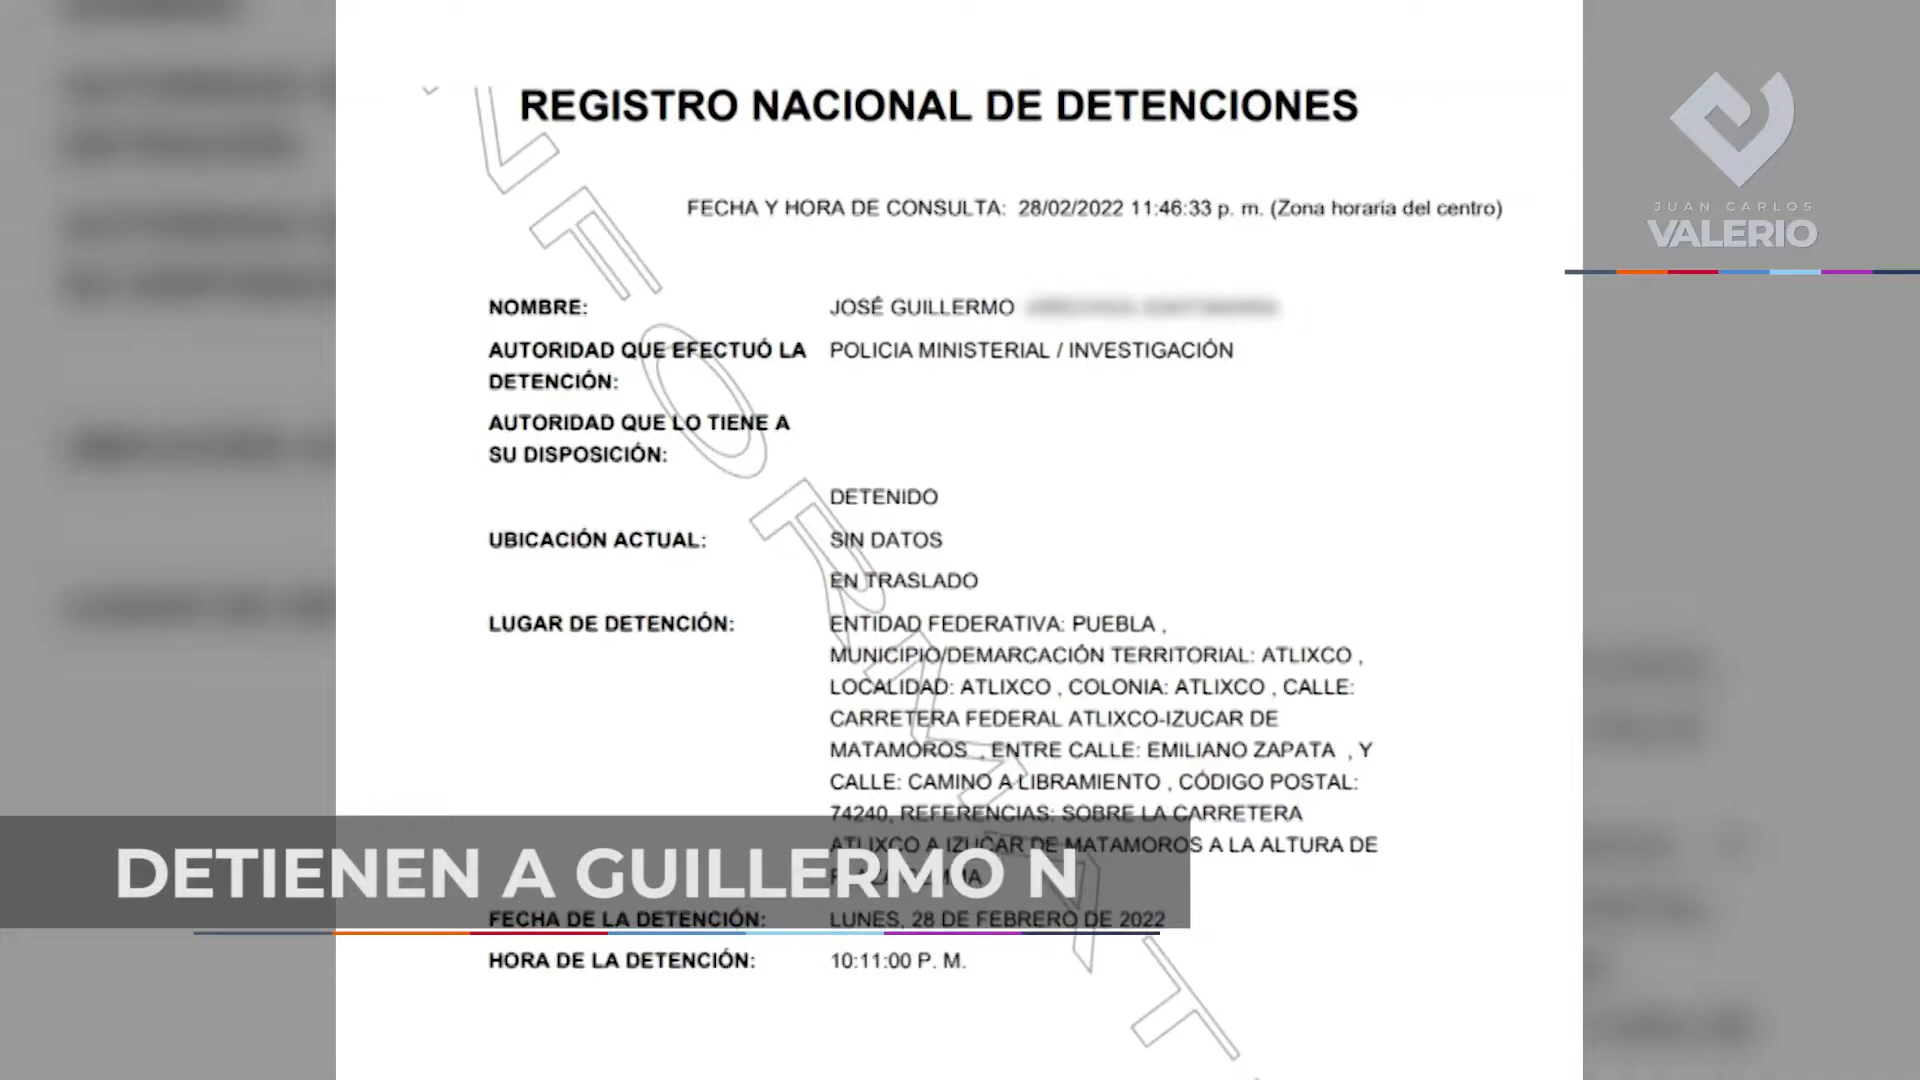 REGISTRO NACIONAL DE DETENCIONES
FECHA Y HORA DE CONSULTA: 28/02/2022 11:46:33 p. m. (Zona horaria del centro)
JUAN CARLOS
VALERIO
NOMBRE: JOSÉ GUILLERMO
AUTORIDAD QUE EFECTUÓ LA DETENCIÓN: POLICIA MINISTERIAL / INVESTIGACIÓN
AUTORIDAD QUE LO TIENE A
SU DISPOSICIÓN:
DETENIDO
UBICACIÓN ACTUAL: SIN DATOS
EN TRASLADO
LUGAR DE DETENCIÓN: ENTIDAD FEDERATIVA: PUEBLA ,
MUNICIPIO/DEMARCACIÓN TERRITORIAL: ATLIXCO ,
LOCALIDAD: ATLIXCO , COLONIA: ATLIXCO , CALLE:
CARRETERA FEDERAL ATLIXCO-IZUCAR DE
MATAMOROS , ENTRE CALLE: EMILIANO ZAPATA , Y
CALLE: CAMINO A LIBRAMIENTO , CÓDIGO POSTAL:
74240, REFERENCIAS: SOBRE LA CARRETERA
ATLIXCO A IZUCAR DE MATAMOROS A LA ALTURA DE
DETIENEN A GUILLERMO N
FECHA DE LA DETENCIÓN: LUNES, 28 DE FEBRERO DE 2022
HORA DE LA DETENCIÓN: 10:11:00 P. M.